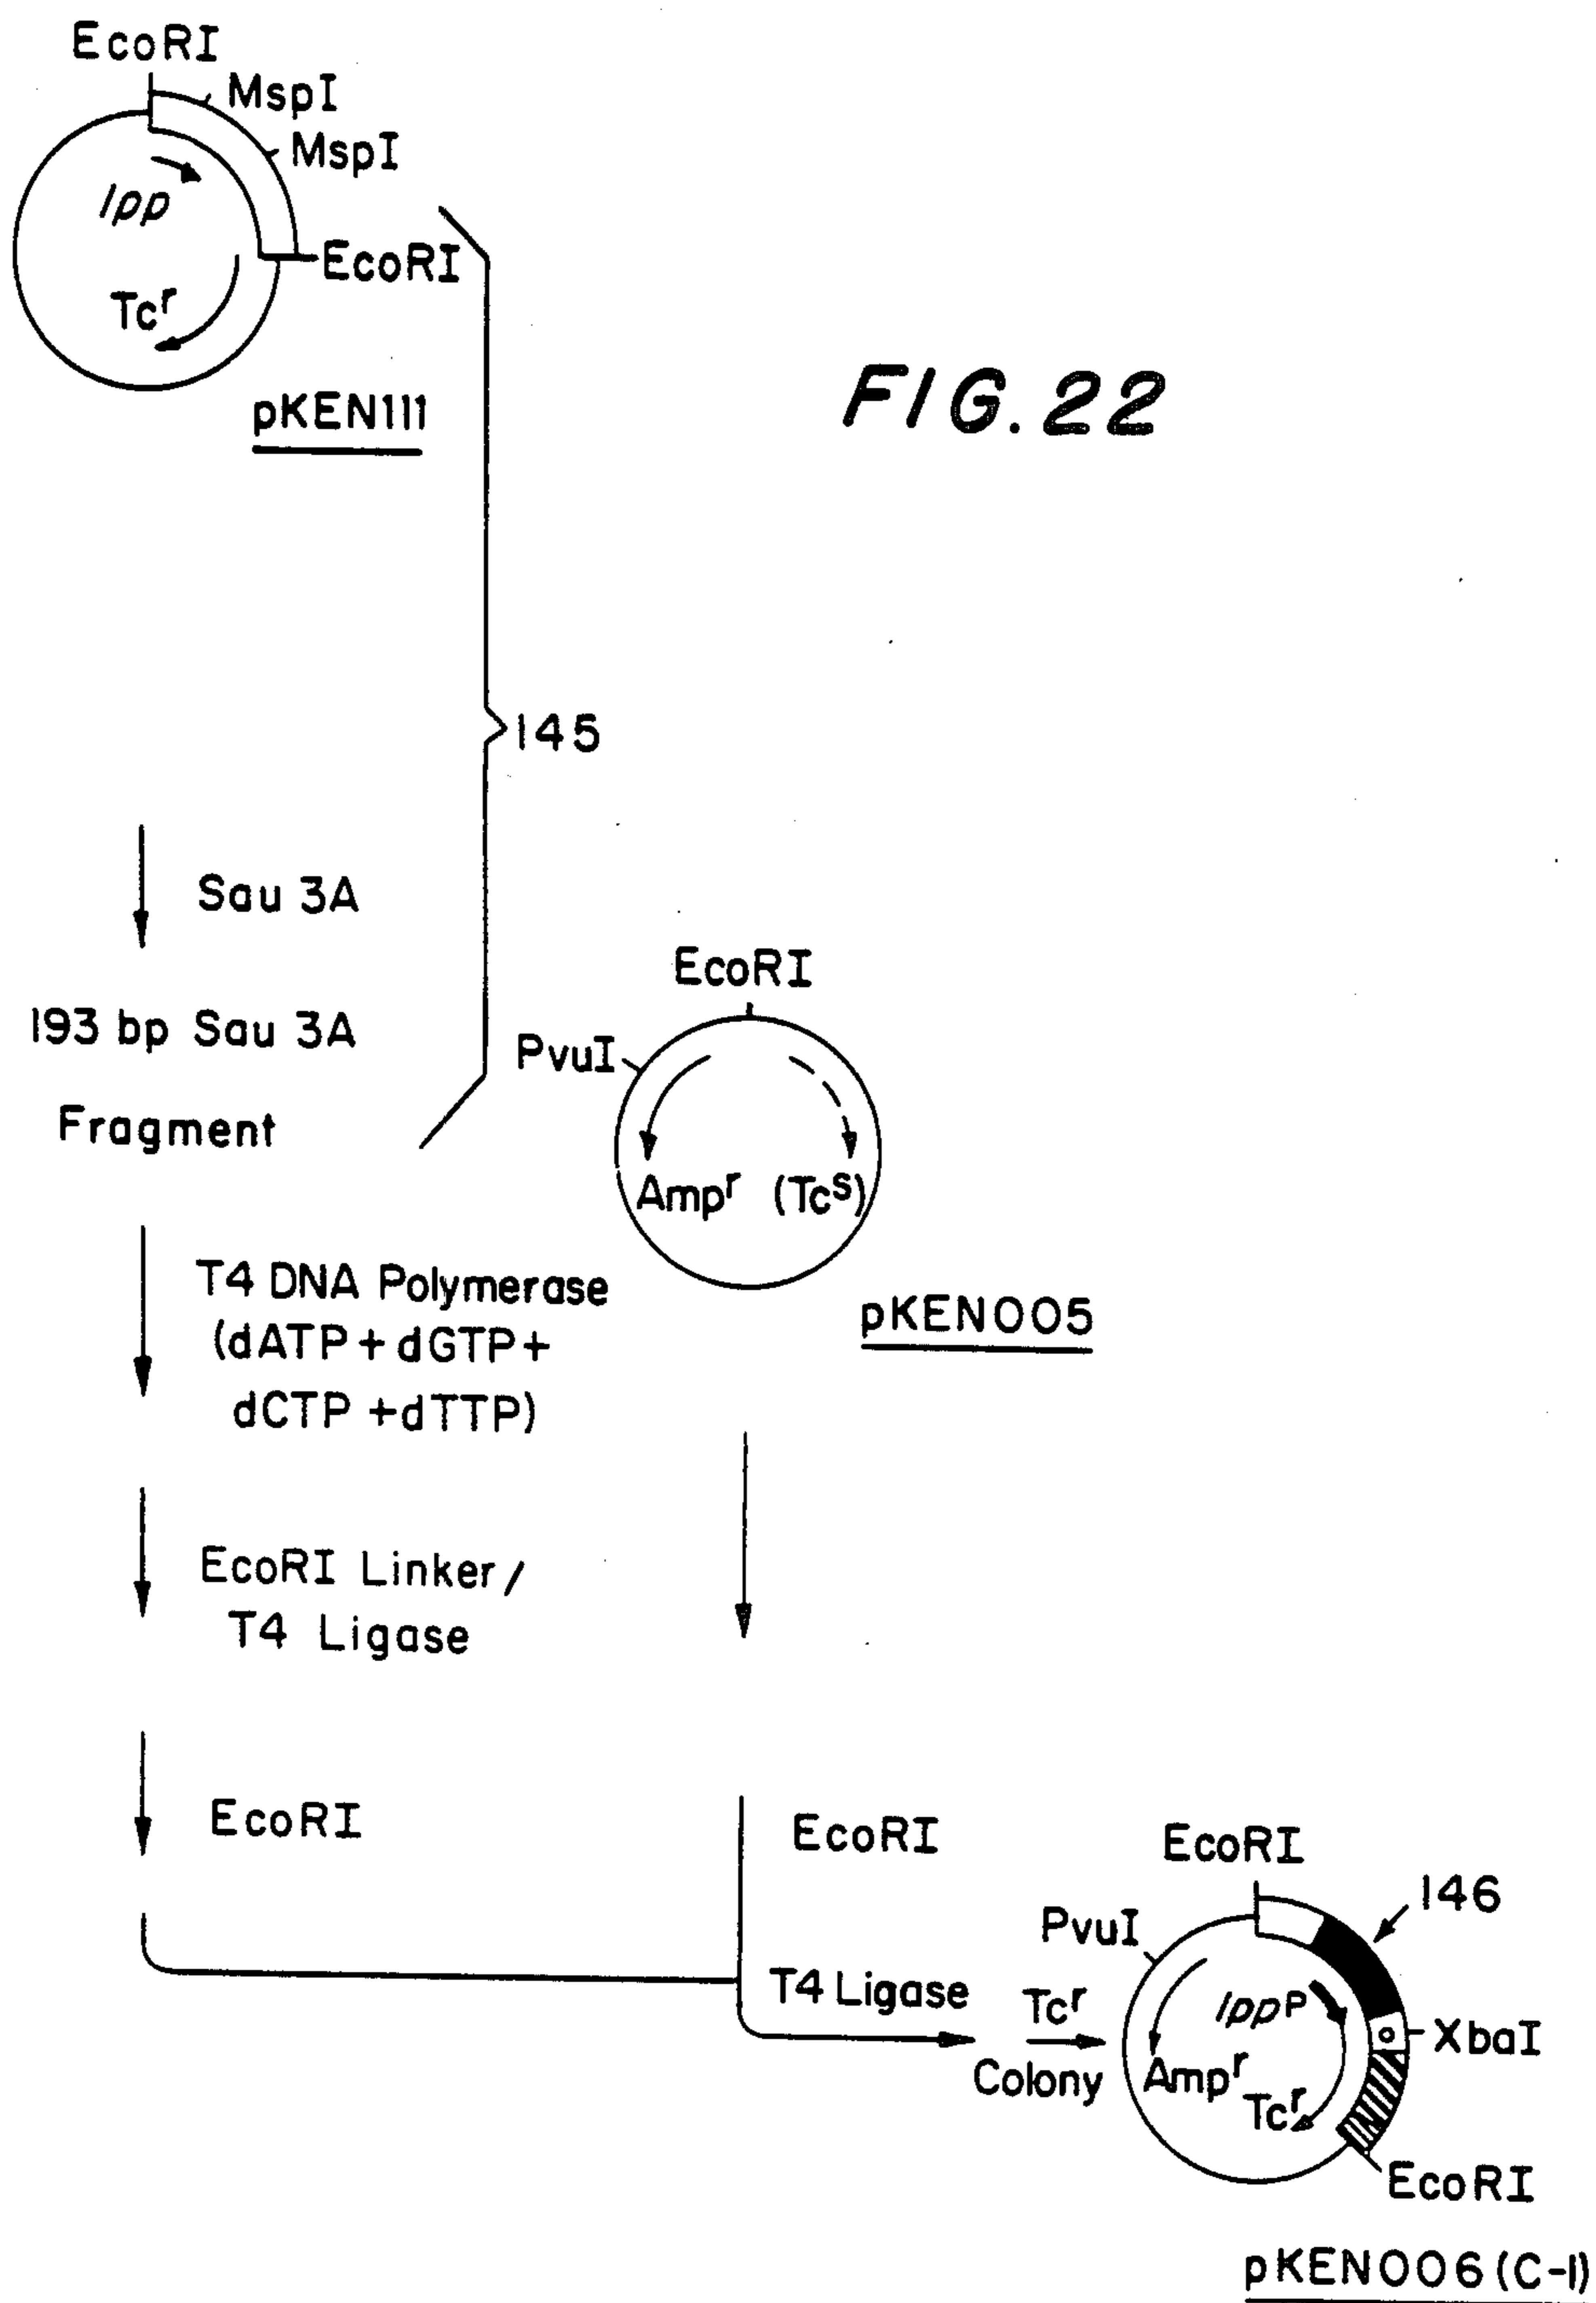 EcoRI
MspI
MspI
lpp
EcoRI
Tcʳ
pKEN111
FIG.22
145
Sau 3A
193 bp Sau 3A
Fragment
EcoRI
PvuI
Ampʳ (Tcˢ)
pKEN005
T4 DNA Polymerase
(dATP + dGTP +
dCTP + dTTP)
EcoRI Linker /
T4 Ligase
EcoRI
EcoRI
T4 Ligase
Tcʳ
Colony
EcoRI
146
PvuI
lppᴾ
XbaI
Ampʳ
Tcʳ
EcoRI
pKEN006 (C-1)